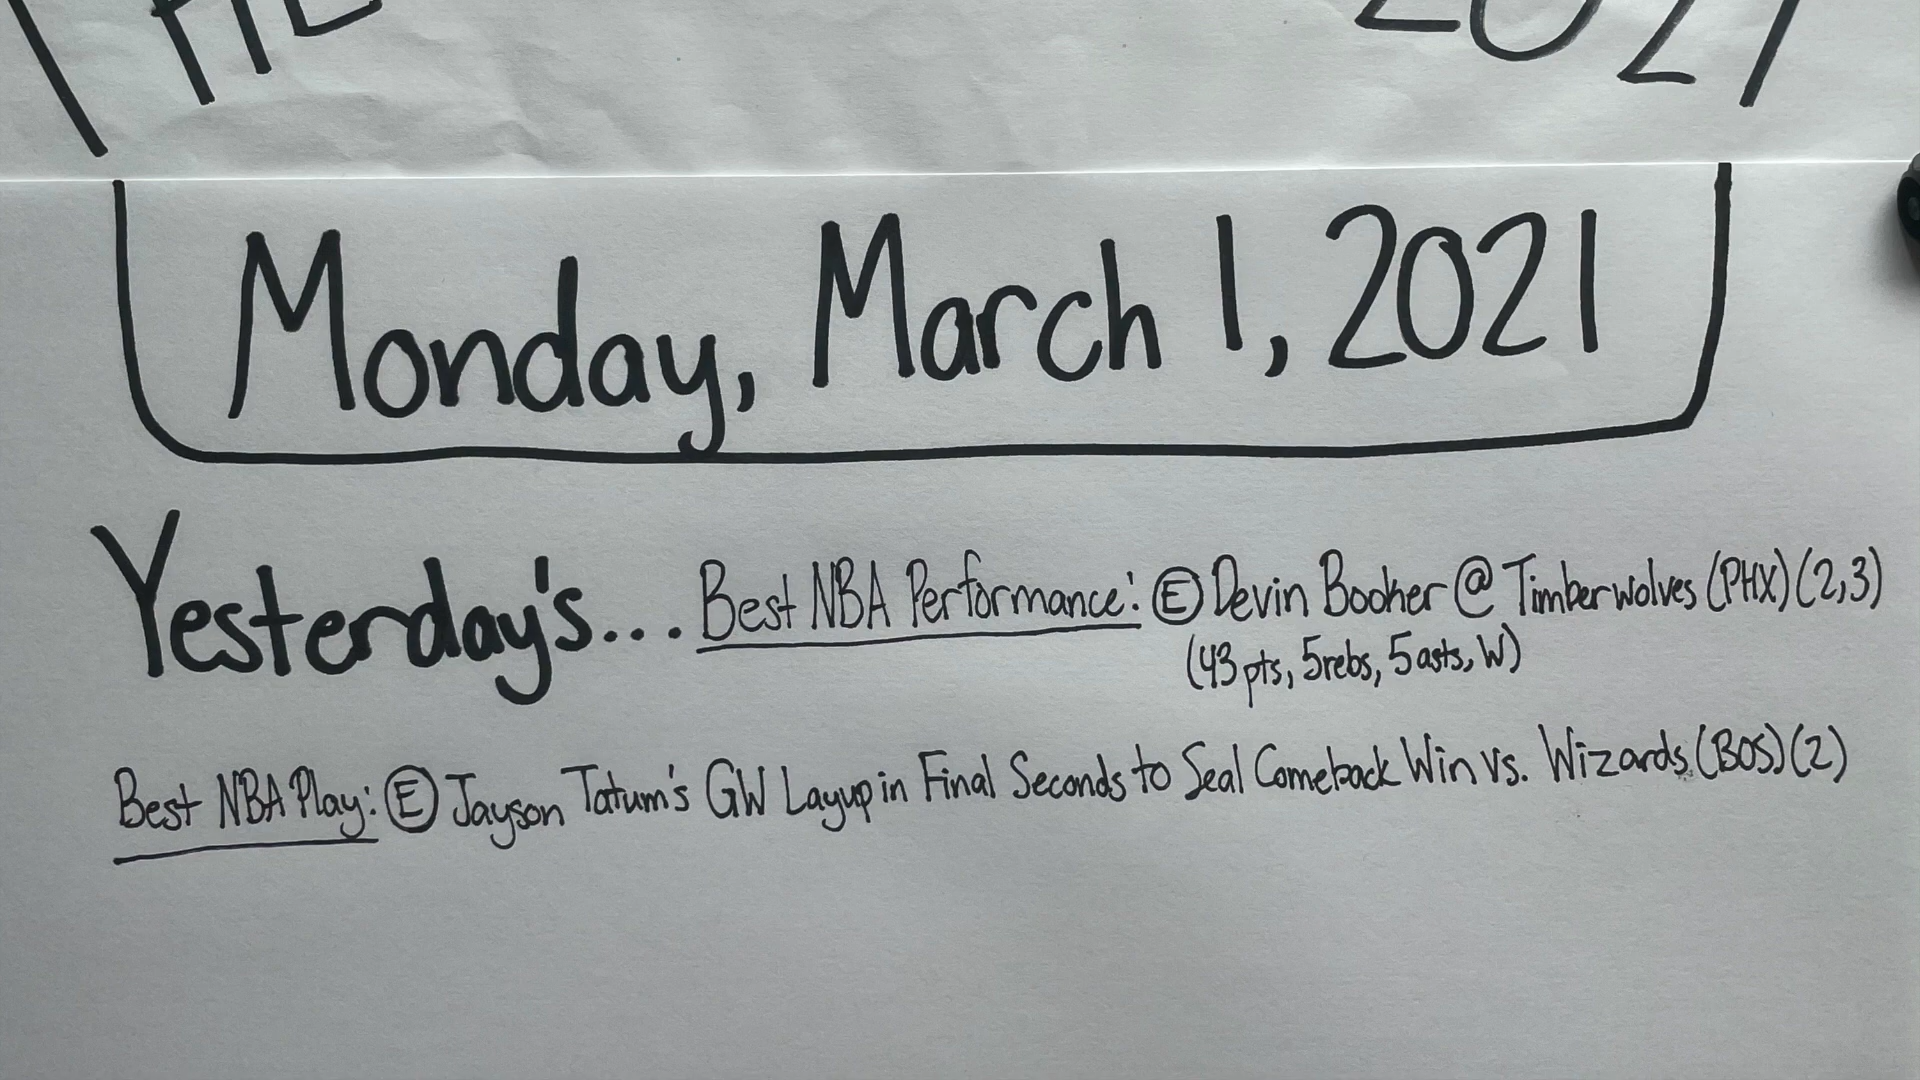 2021
Monday, March 1, 2021
Yesterday's... Best NBA Performance: Ⓔ Devin Booker @ Timberwolves (PHX) (2,3)
(43 pts, 5 rebs, 5 asts, W)
Best NBA Play: Ⓔ Jayson Tatum's GW Layup in Final Seconds to Seal Comeback Win vs. Wizards (BOS) (2)